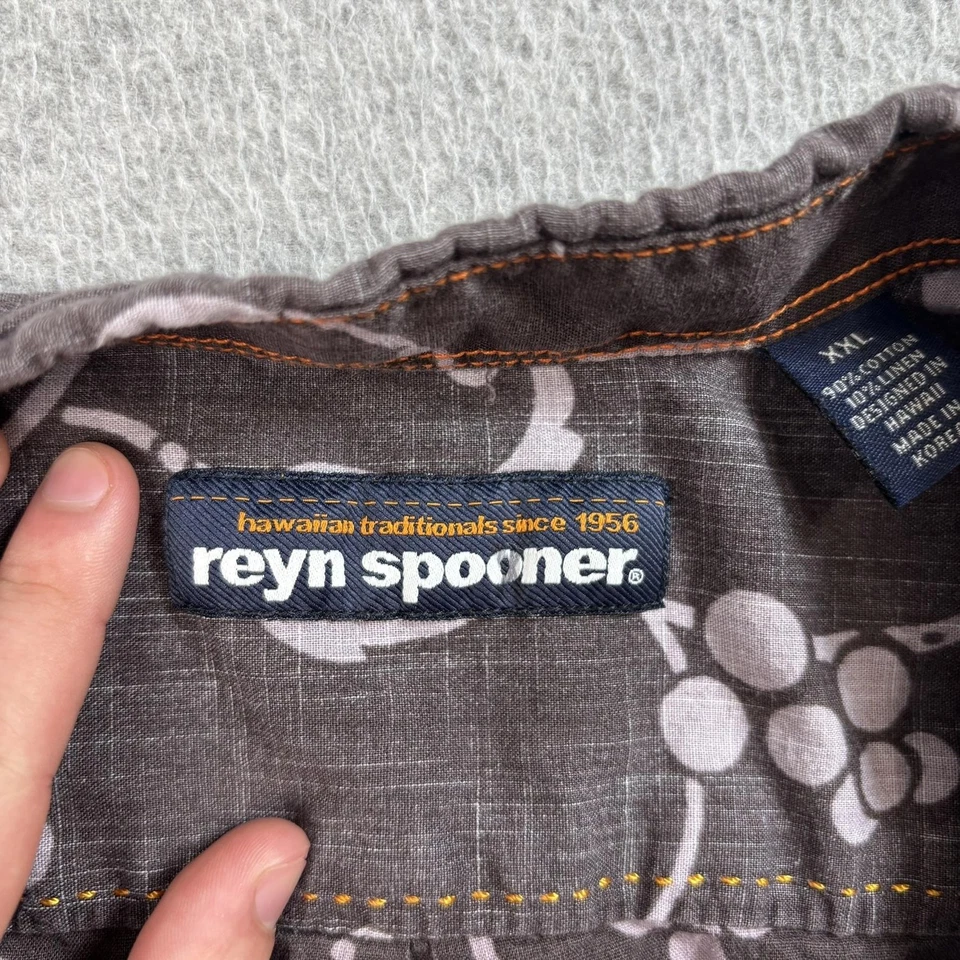 hawaiian traditionals since 1956
reyn spooner®
XXL
90% COTTON
10% LINEN
DESIGNED IN
HAWAII
MADE IN
KOREA